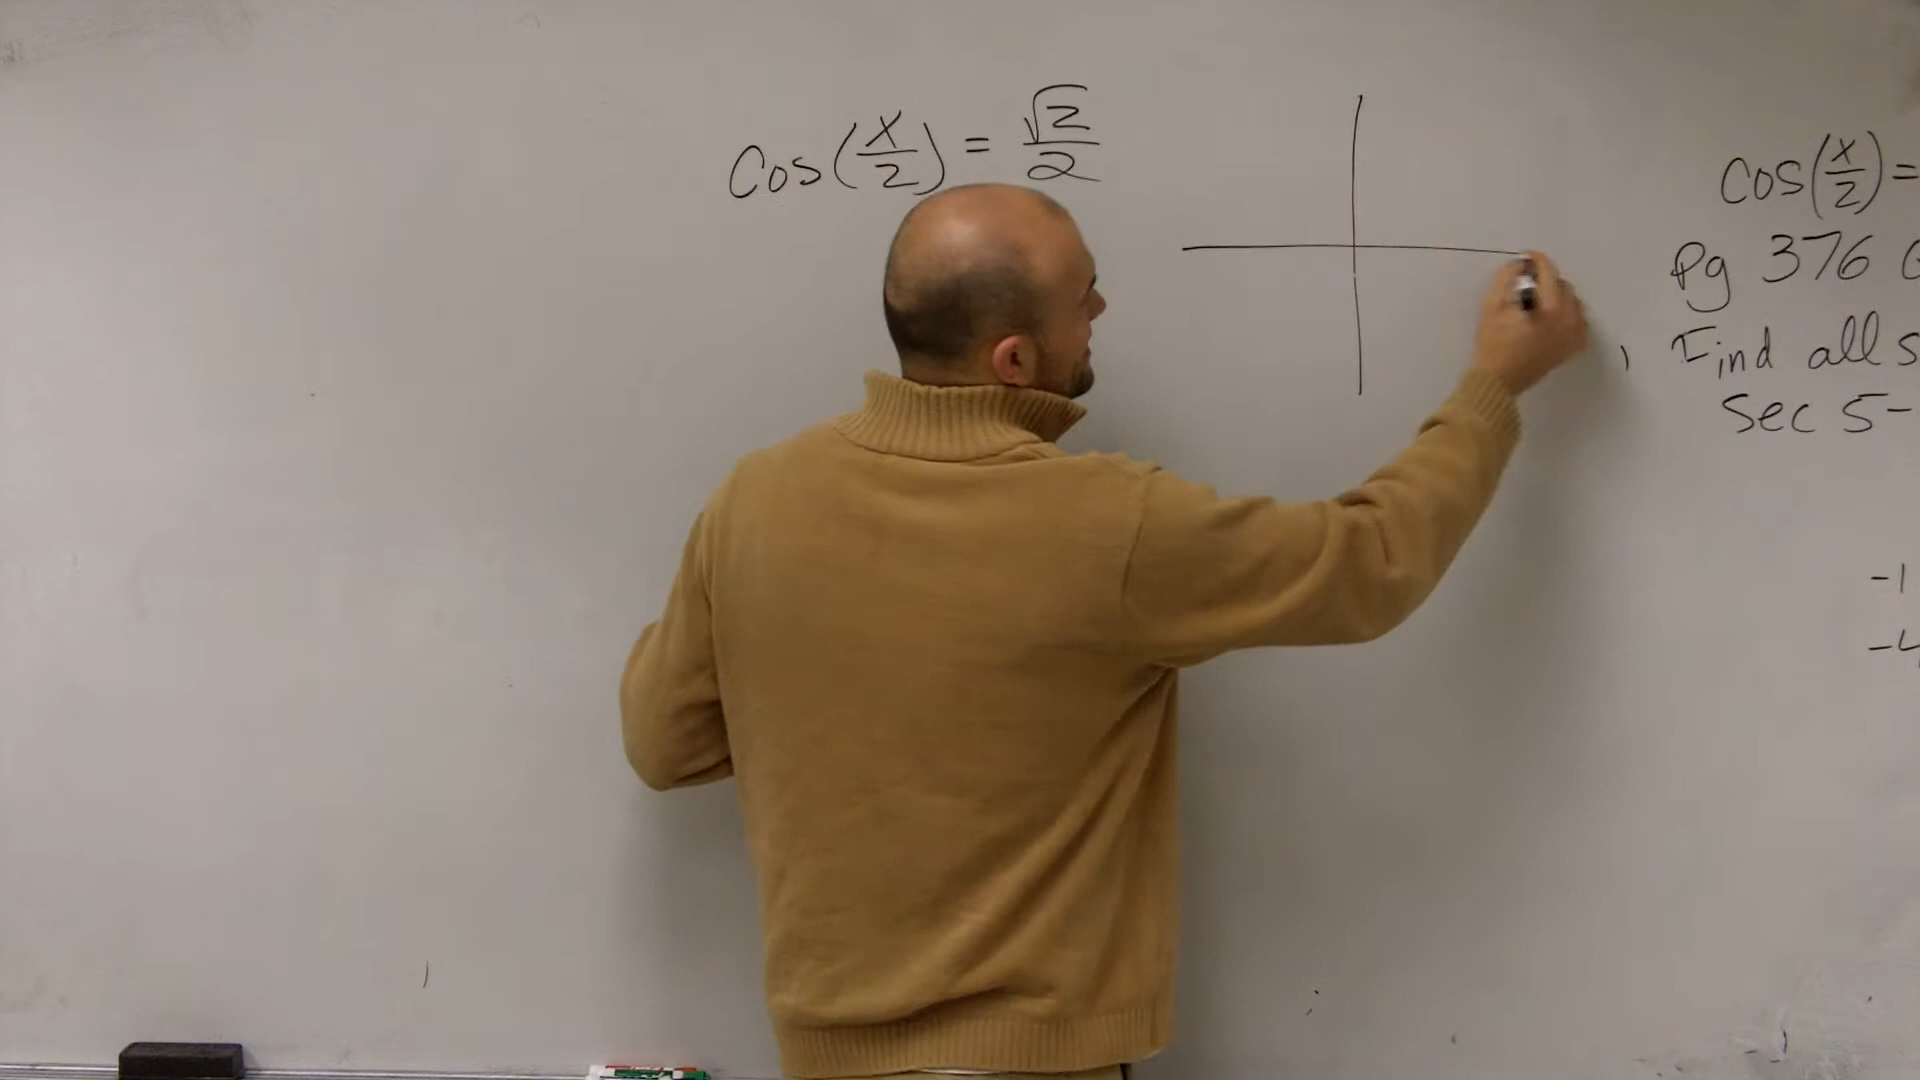 cos(x/2) = √2/2
cos(x/2) =
Pg 376
Find all s
Sec 5-
-1
-4